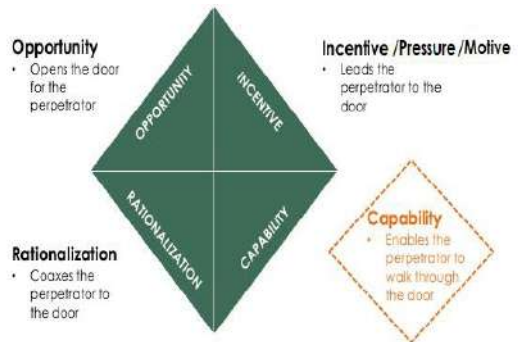 Opportunity
• Opens the door
for the
perpetrator
OPPORTUNITY
INCENTIVE
Incentive /Pressure /Motive
• Leads the
perpetrator to the
door
Rationalization
• Coaxes the
perpetrator to
the door
RATIONALIZATION
CAPABILITY
Capability
• Enables the
perpetrator to
walk through
the door